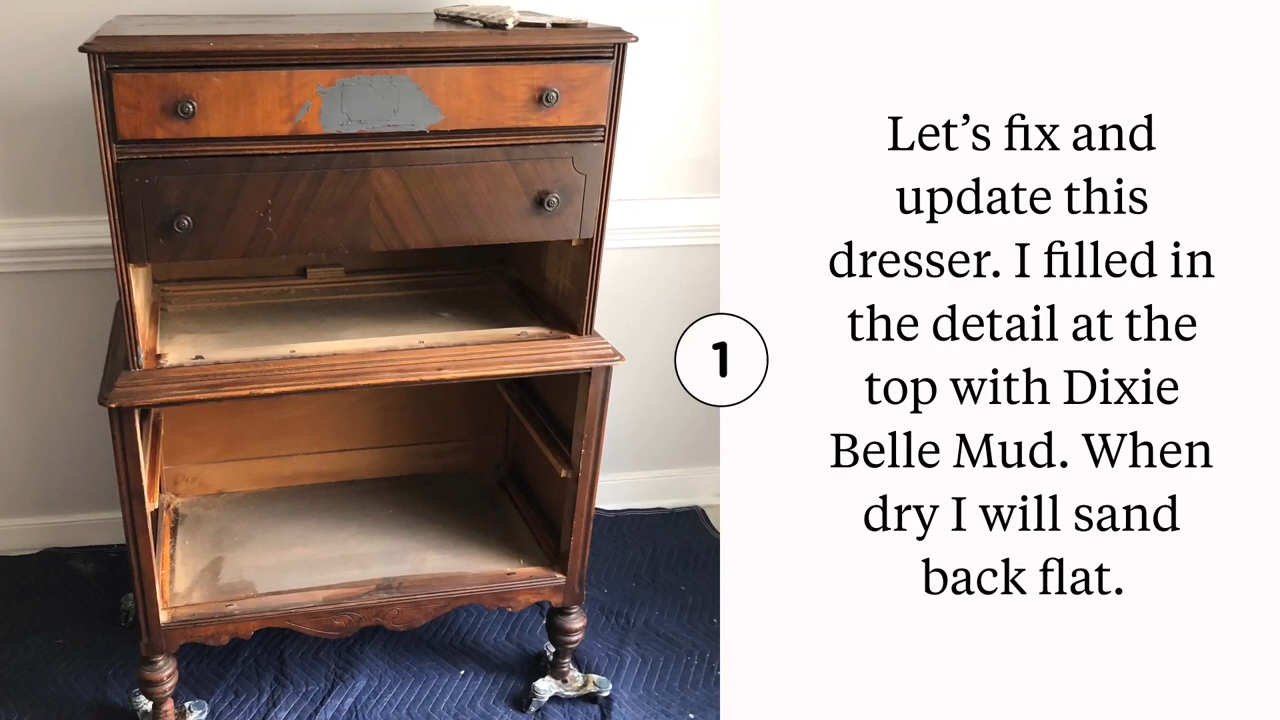 1
Let’s fix and
update this
dresser. I filled in
the detail at the
top with Dixie
Belle Mud. When
dry I will sand
back flat.